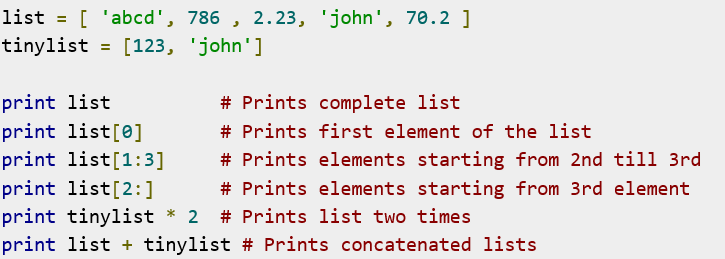 list = [ 'abcd', 786 , 2.23, 'john', 70.2 ]
tinylist = [123, 'john']

print list          # Prints complete list
print list[0]       # Prints first element of the list
print list[1:3]     # Prints elements starting from 2nd till 3rd
print list[2:]      # Prints elements starting from 3rd element
print tinylist * 2  # Prints list two times
print list + tinylist # Prints concatenated lists